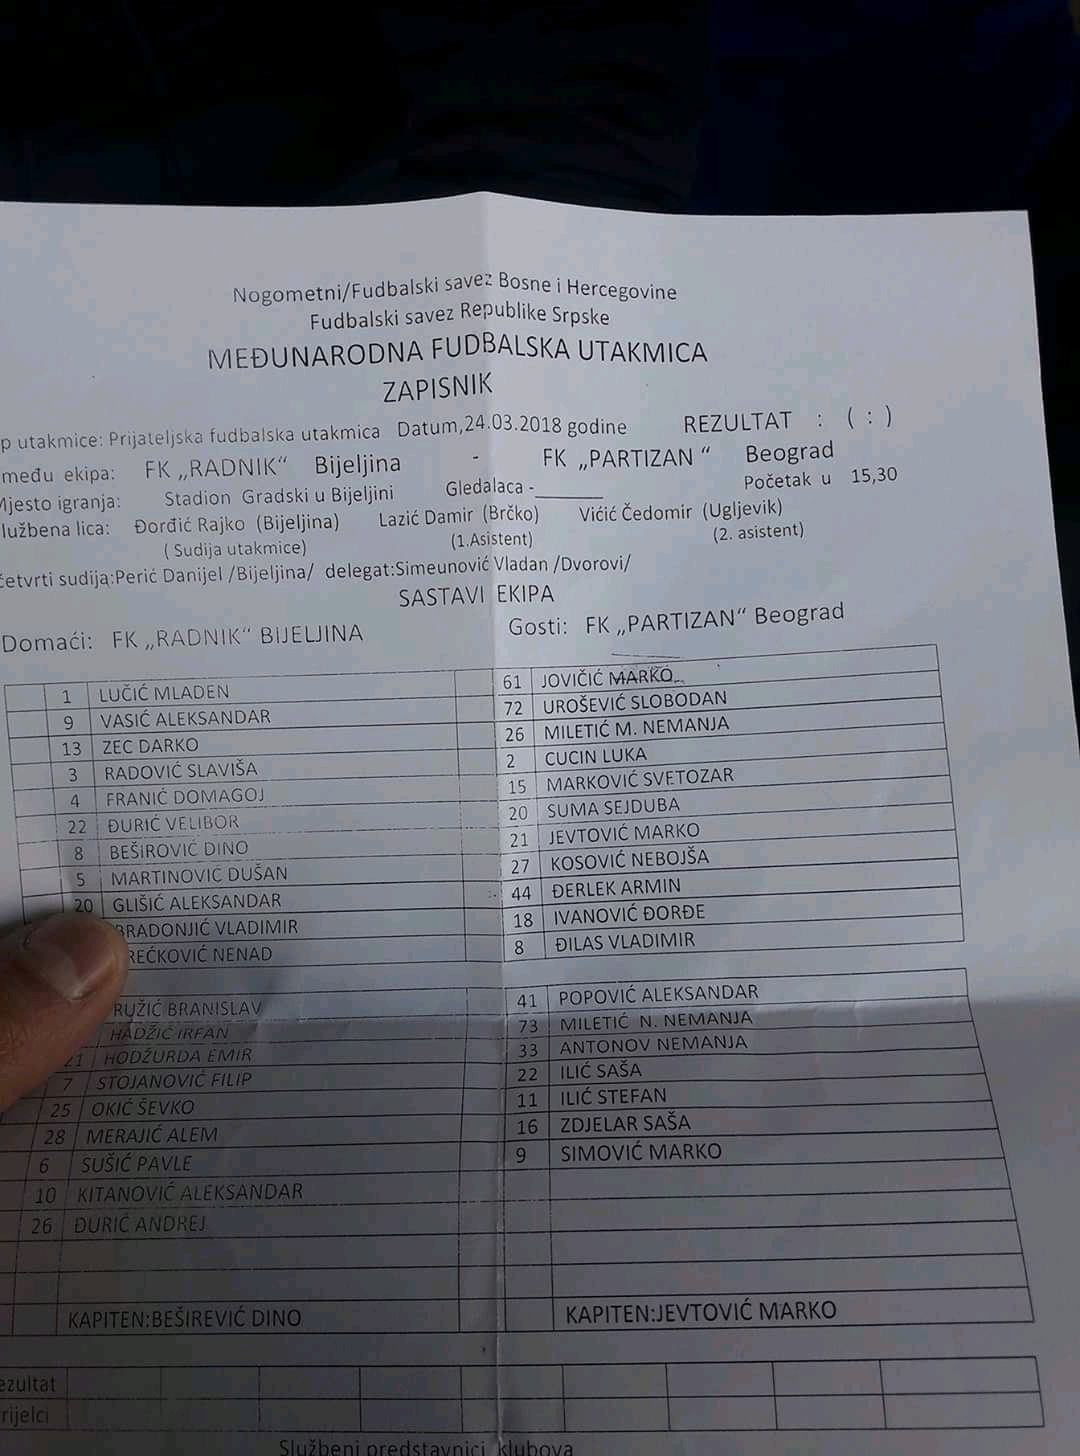 Nogometni/Fudbalski savez Bosne i Hercegovine
Fudbalski savez Republike Srpske
MEĐUNARODNA FUDBALSKA UTAKMICA
ZAPISNIK
p utakmice: Prijateljska fudbalska utakmica Datum,24.03.2018 godine REZULTAT : ( : )
među ekipa: FK „RADNIK“ Bijeljina - FK „PARTIZAN “ Beograd
Mjesto igranja: Stadion Gradski u Bijeljini Gledalaca -_______ Početak u 15,30
lužbena lica: Đorđić Rajko (Bijeljina) Lazić Damir (Brčko) Vićić Čedomir (Ugljevik)
( Sudija utakmice) (1.Asistent) (2. asistent)
četvrti sudija:Perić Danijel /Bijeljina/ delegat:Simeunović Vladan /Dvorovi/
SASTAVI EKIPA
Domaći: FK „RADNIK“ BIJELJINA Gosti: FK „PARTIZAN“ Beograd
1 LUČIĆ MLADEN 61 JOVIČIĆ MARKO
9 VASIĆ ALEKSANDAR 72 UROŠEVIĆ SLOBODAN
13 ZEC DARKO 26 MILETIĆ M. NEMANJA
3 RADOVIĆ SLAVIŠA 2 CUCIN LUKA
4 FRANIĆ DOMAGOJ 15 MARKOVIĆ SVETOZAR
22 ĐURIĆ VELIBOR 20 SUMA SEJDUBA
8 BEŠIROVIĆ DINO 21 JEVTOVIĆ MARKO
5 MARTINOVIĆ DUŠAN 27 KOSOVIĆ NEBOJŠA
20 GLIŠIĆ ALEKSANDAR 44 ĐERLEK ARMIN
BRADONJIĆ VLADIMIR 18 IVANOVIĆ ĐORĐE
REĆKOVIĆ NENAD 8 ĐILAS VLADIMIR
RUŽIĆ BRANISLAV 41 POPOVIĆ ALEKSANDAR
HADŽIĆ IRFAN 73 MILETIĆ N. NEMANJA
21 HODŽURDA EMIR 33 ANTONOV NEMANJA
7 STOJANOVIĆ FILIP 22 ILIĆ SAŠA
25 OKIĆ ŠEVKO 11 ILIĆ STEFAN
28 MERAJIĆ ALEM 16 ZDJELAR SAŠA
6 SUŠIĆ PAVLE 9 SIMOVIĆ MARKO
10 KITANOVIĆ ALEKSANDAR
26 ĐURIĆ ANDREJ
KAPITEN:BEŠIREVIĆ DINO KAPITEN:JEVTOVIĆ MARKO
ezultat
rijelci
Službeni predstavnici klubova